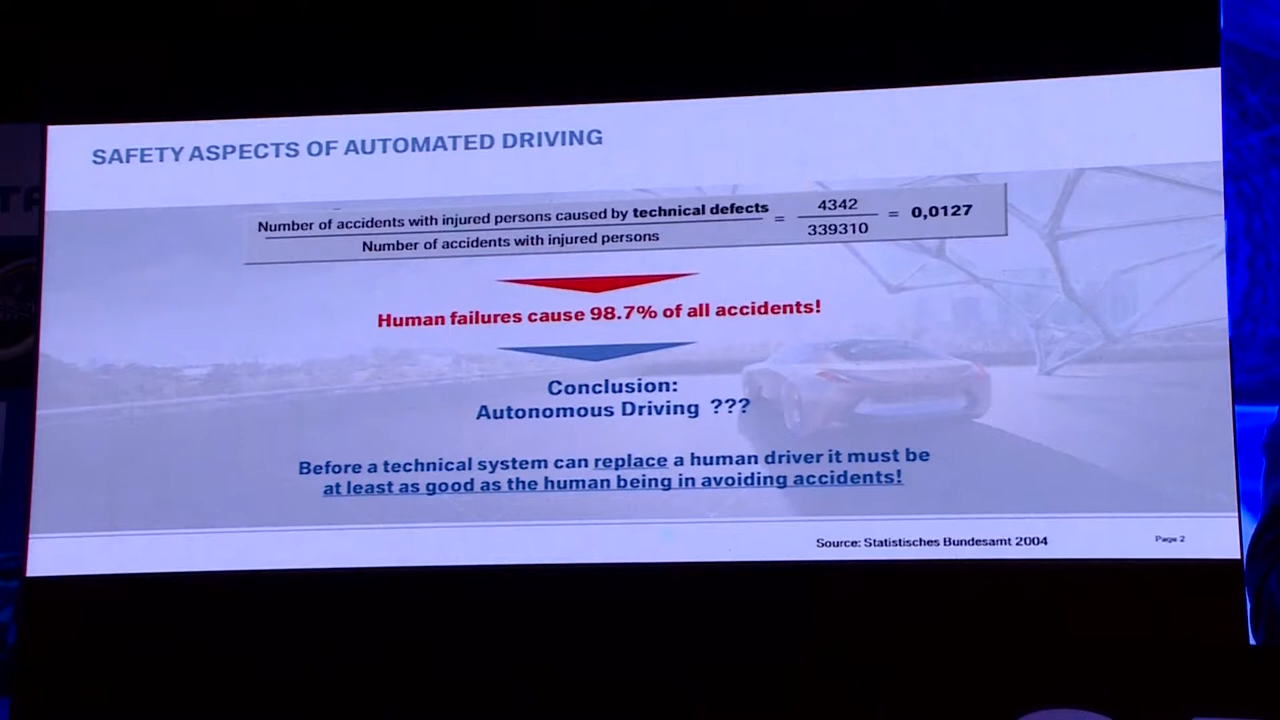 SAFETY ASPECTS OF AUTOMATED DRIVING
Number of accidents with injured persons caused by technical defects
Number of accidents with injured persons
=
4342
339310
= 0,0127
Human failures cause 98.7% of all accidents!
Conclusion:
Autonomous Driving ???
Before a technical system can replace a human driver it must be
at least as good as the human being in avoiding accidents!
Source: Statistisches Bundesamt 2004
Page 2